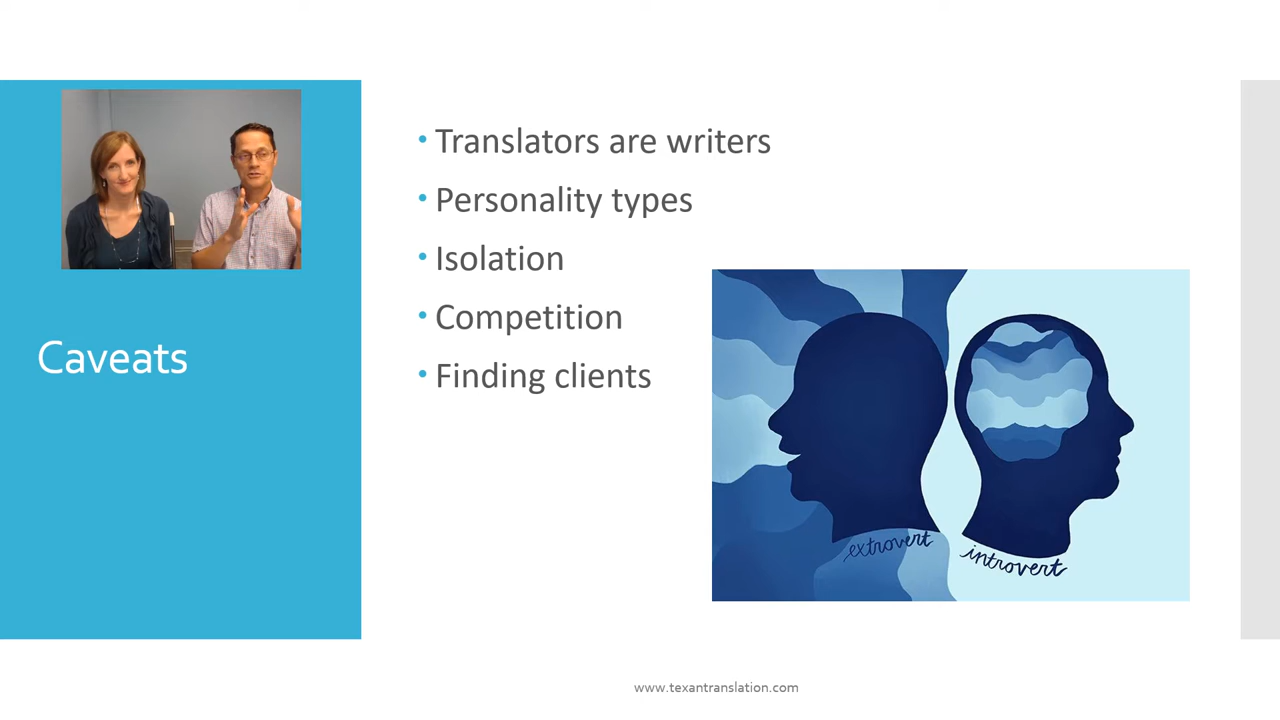 Caveats
• Translators are writers
• Personality types
• Isolation
• Competition
• Finding clients
extrovert
introvert
www.texantranslation.com